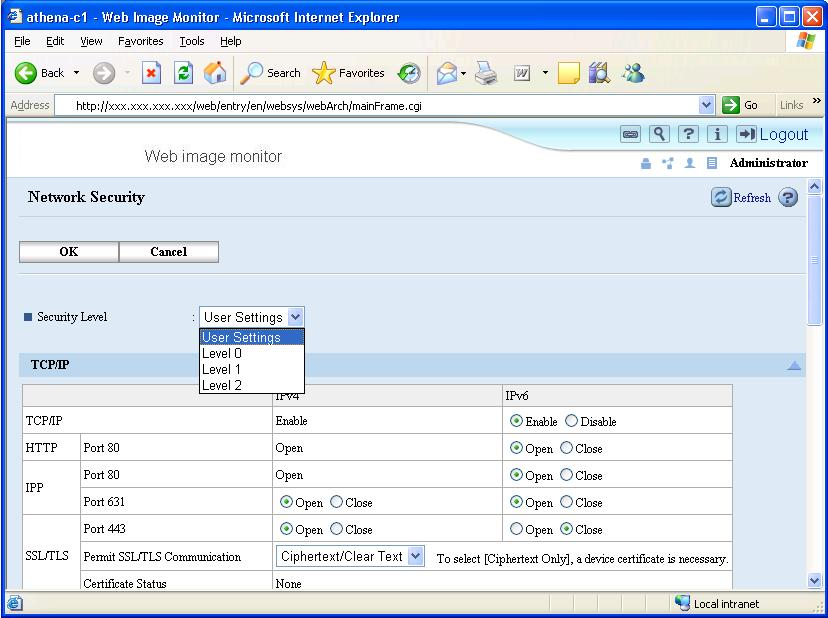 athena-c1 - Web Image Monitor - Microsoft Internet Explorer
File Edit View Favorites Tools Help
Back Search Favorites
Address http://xxx.xxx.xxx.xxx/web/entry/en/websys/webArch/mainFrame.cgi Go Links »
Logout
Web image monitor
Administrator
Network Security Refresh
OK Cancel
Security Level : User Settings
User Settings
Level 0
Level 1
Level 2
TCP/IP
IPv4 IPv6
TCP/IP Enable Enable Disable
HTTP Port 80 Open Open Close
IPP Port 80 Open Open Close
Port 631 Open Close Open Close
SSL/TLS Port 443 Open Close Open Close
Permit SSL/TLS Communication Ciphertext/Clear Text To select [Ciphertext Only], a device certificate is necessary.
Certificate Status None
Local intranet